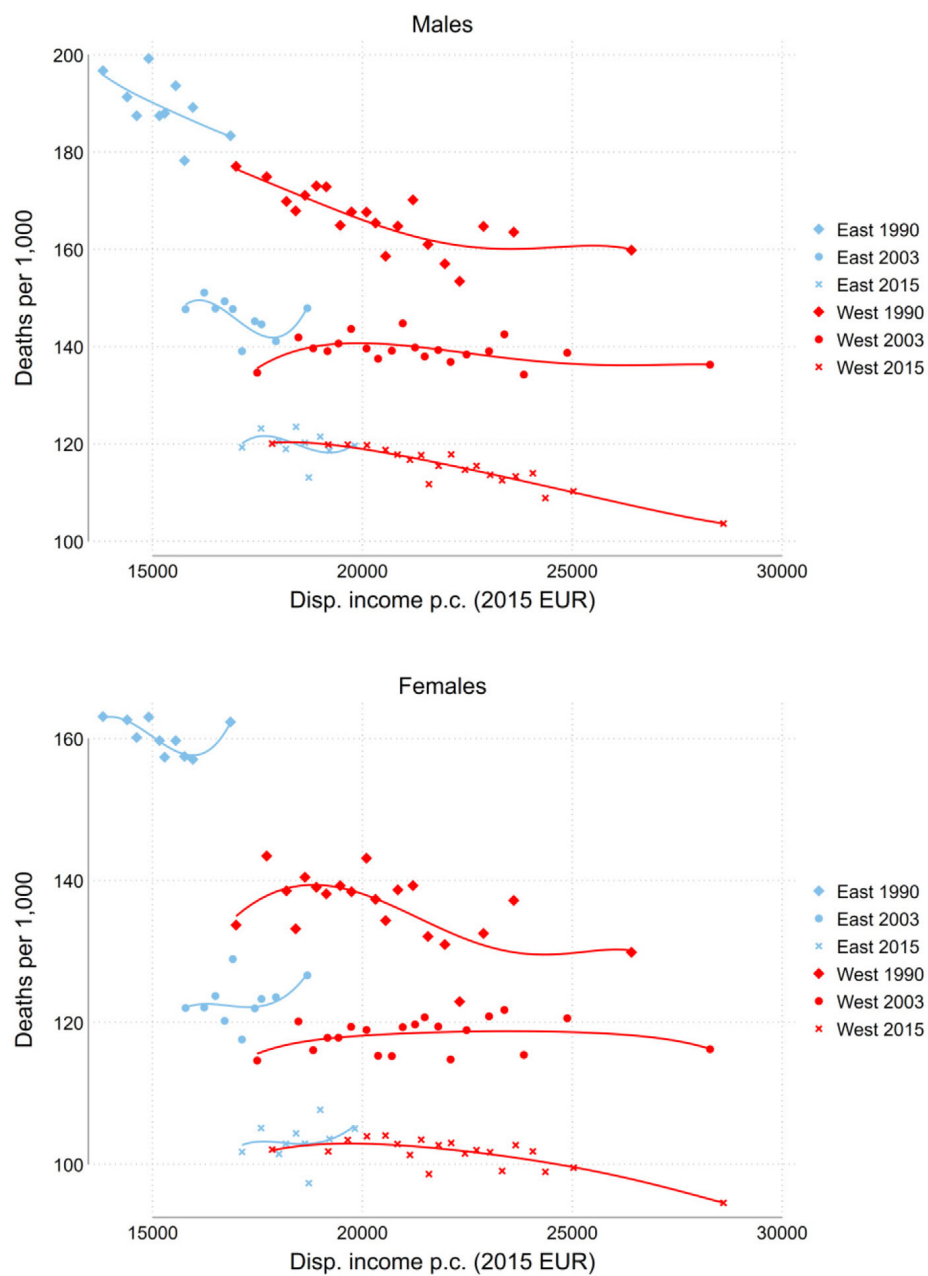 Males
Deaths per 1,000
200
180
160
140
120
100
15000
20000
25000
30000
Disp. income p.c. (2015 EUR)
East 1990
East 2003
East 2015
West 1990
West 2003
West 2015
Females
Deaths per 1,000
160
140
120
100
15000
20000
25000
30000
Disp. income p.c. (2015 EUR)
East 1990
East 2003
East 2015
West 1990
West 2003
West 2015